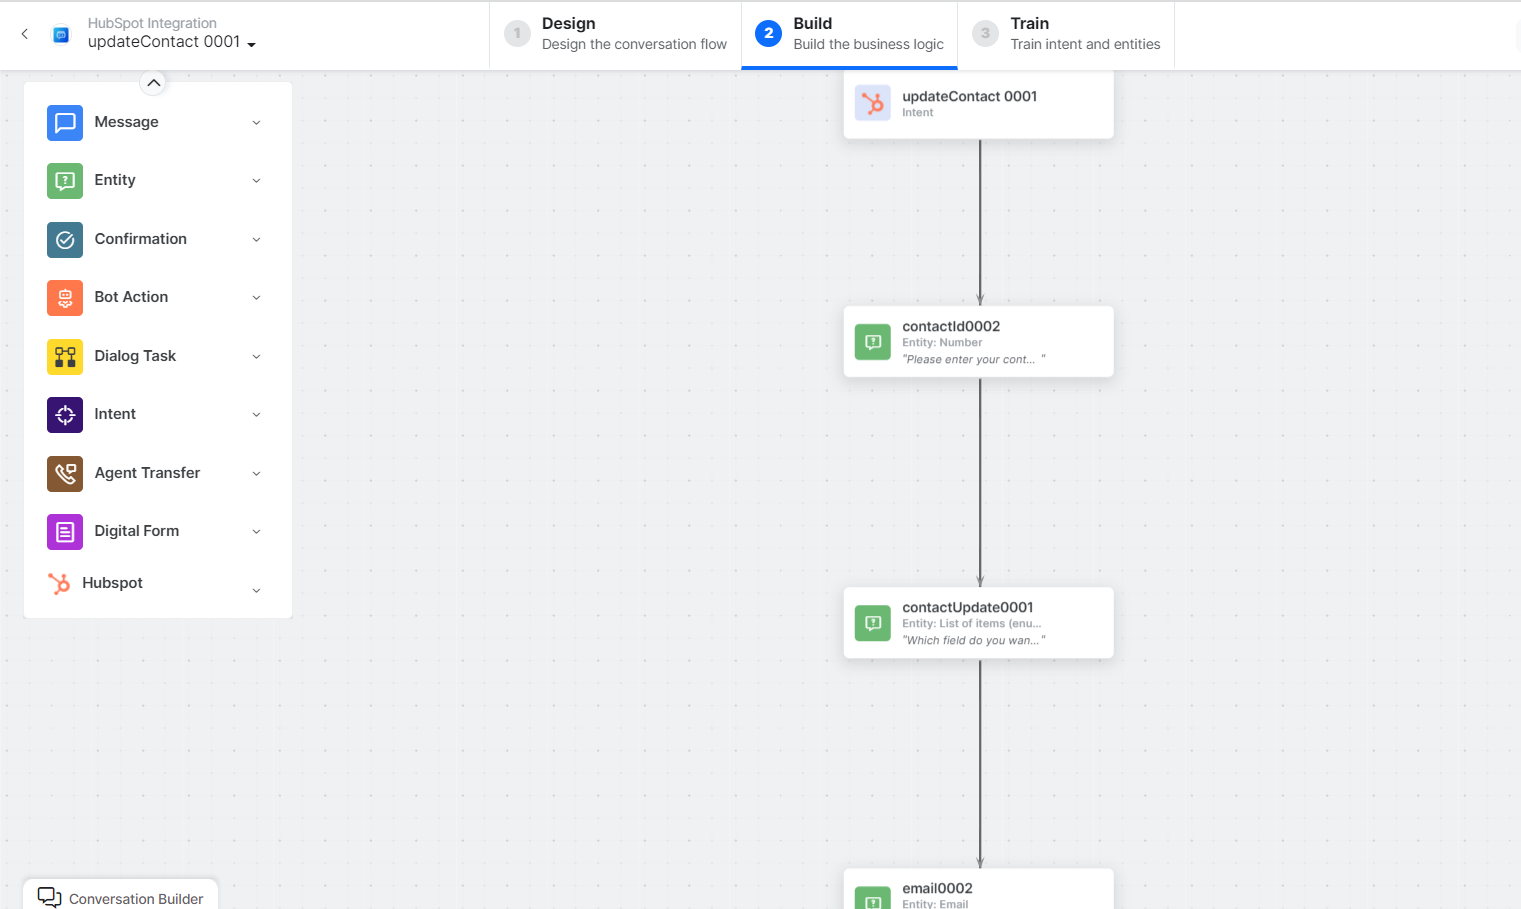 HubSpot Integration
updateContact 0001
1
Design
Design the conversation flow
2
Build
Build the business logic
3
Train
Train intent and entities
Message
Entity
Confirmation
Bot Action
Dialog Task
Intent
Agent Transfer
Digital Form
Hubspot
updateContact 0001
Intent
contactId0002
Entity: Number
"Please enter your cont... "
contactUpdate0001
Entity: List of items (enu...
"Which field do you wan... "
email0002
Entity: Email
Conversation Builder